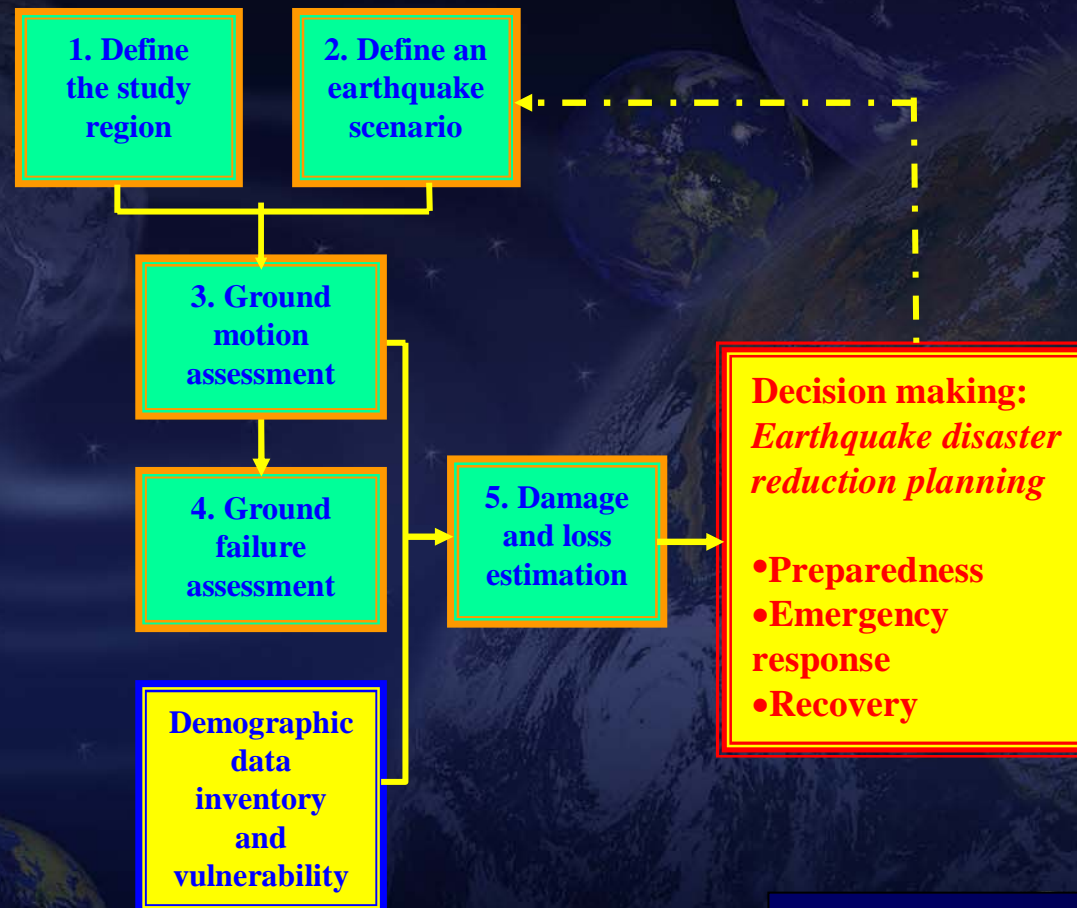 1. Define
the study
region
2. Define an
earthquake
scenario
3. Ground
motion
assessment
4. Ground
failure
assessment
5. Damage
and loss
estimation
Demographic
data
inventory
and
vulnerability
Decision making:
Earthquake disaster
reduction planning
•Preparedness
•Emergency
response
•Recovery